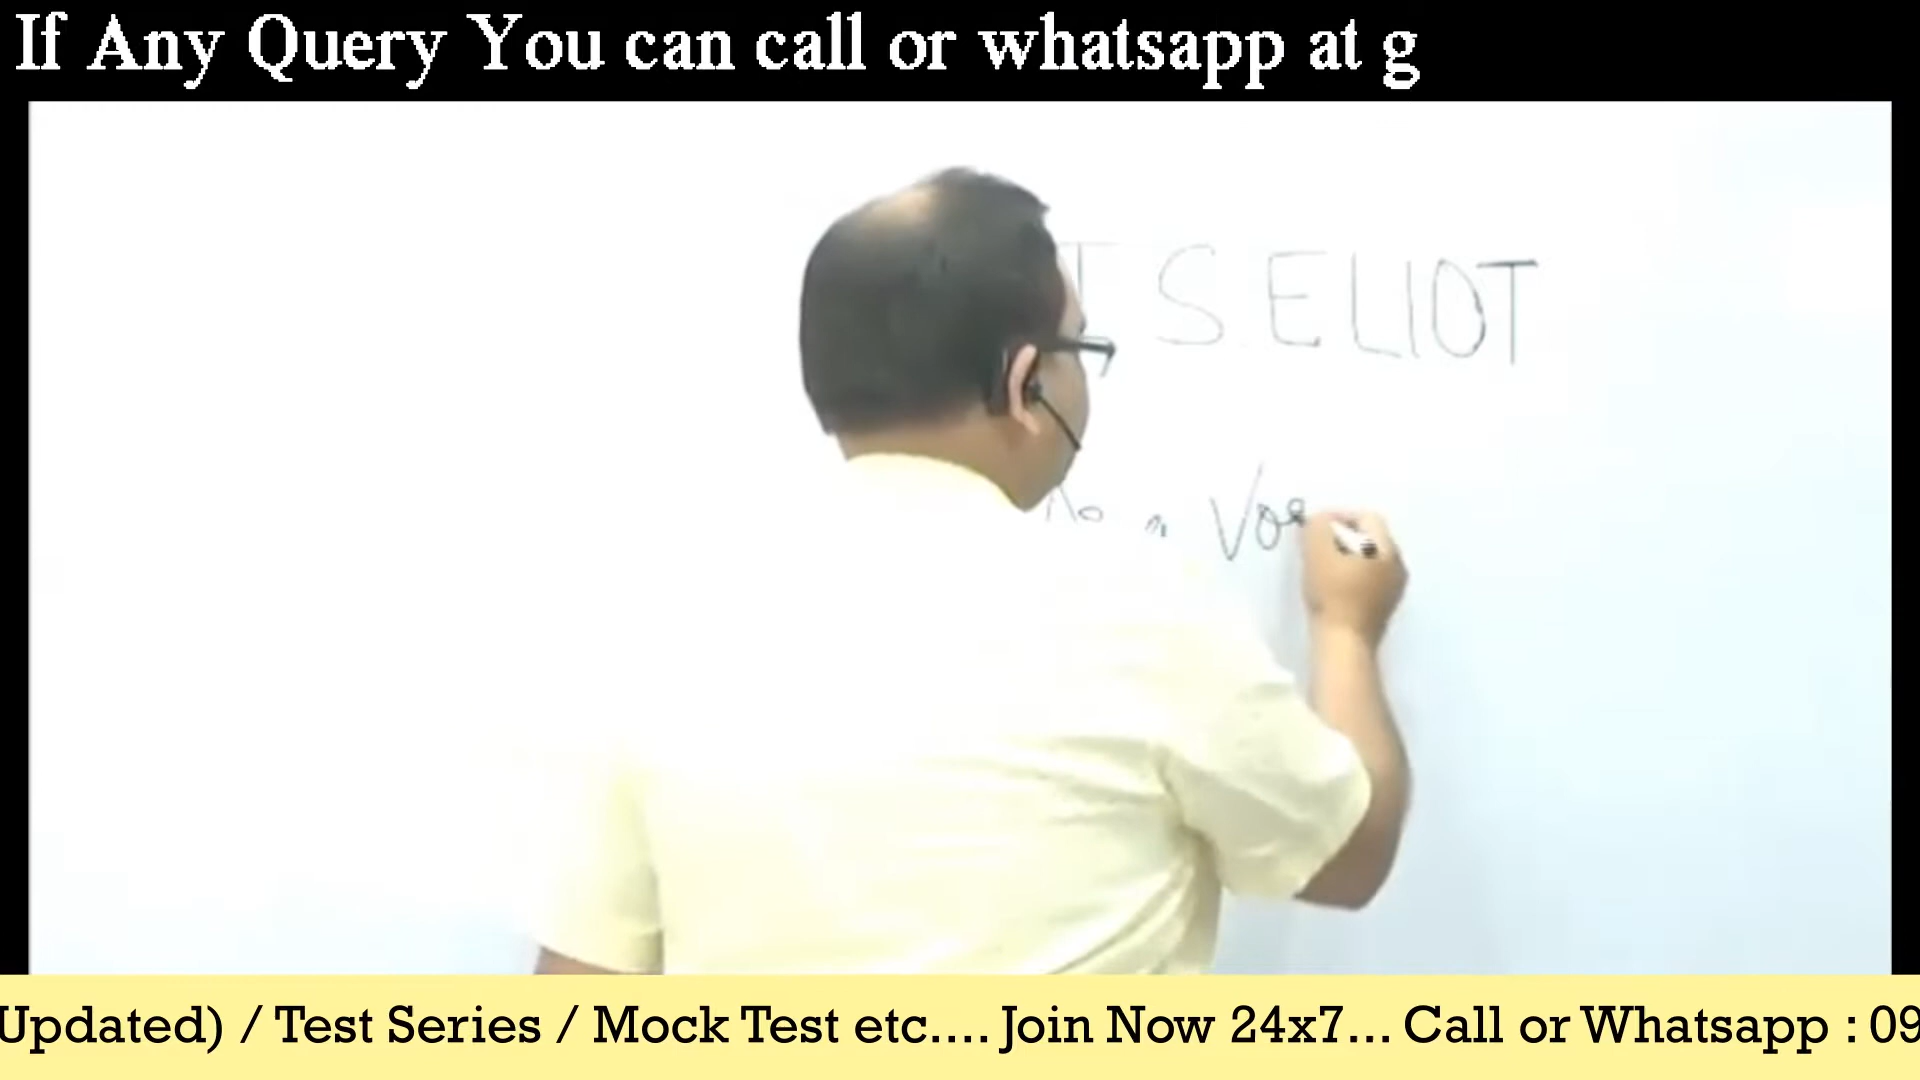 If Any Query You can call or whatsapp at g
T S. ELIOT
Updated) / Test Series / Mock Test etc.... Join Now 24x7... Call or Whatsapp : 09